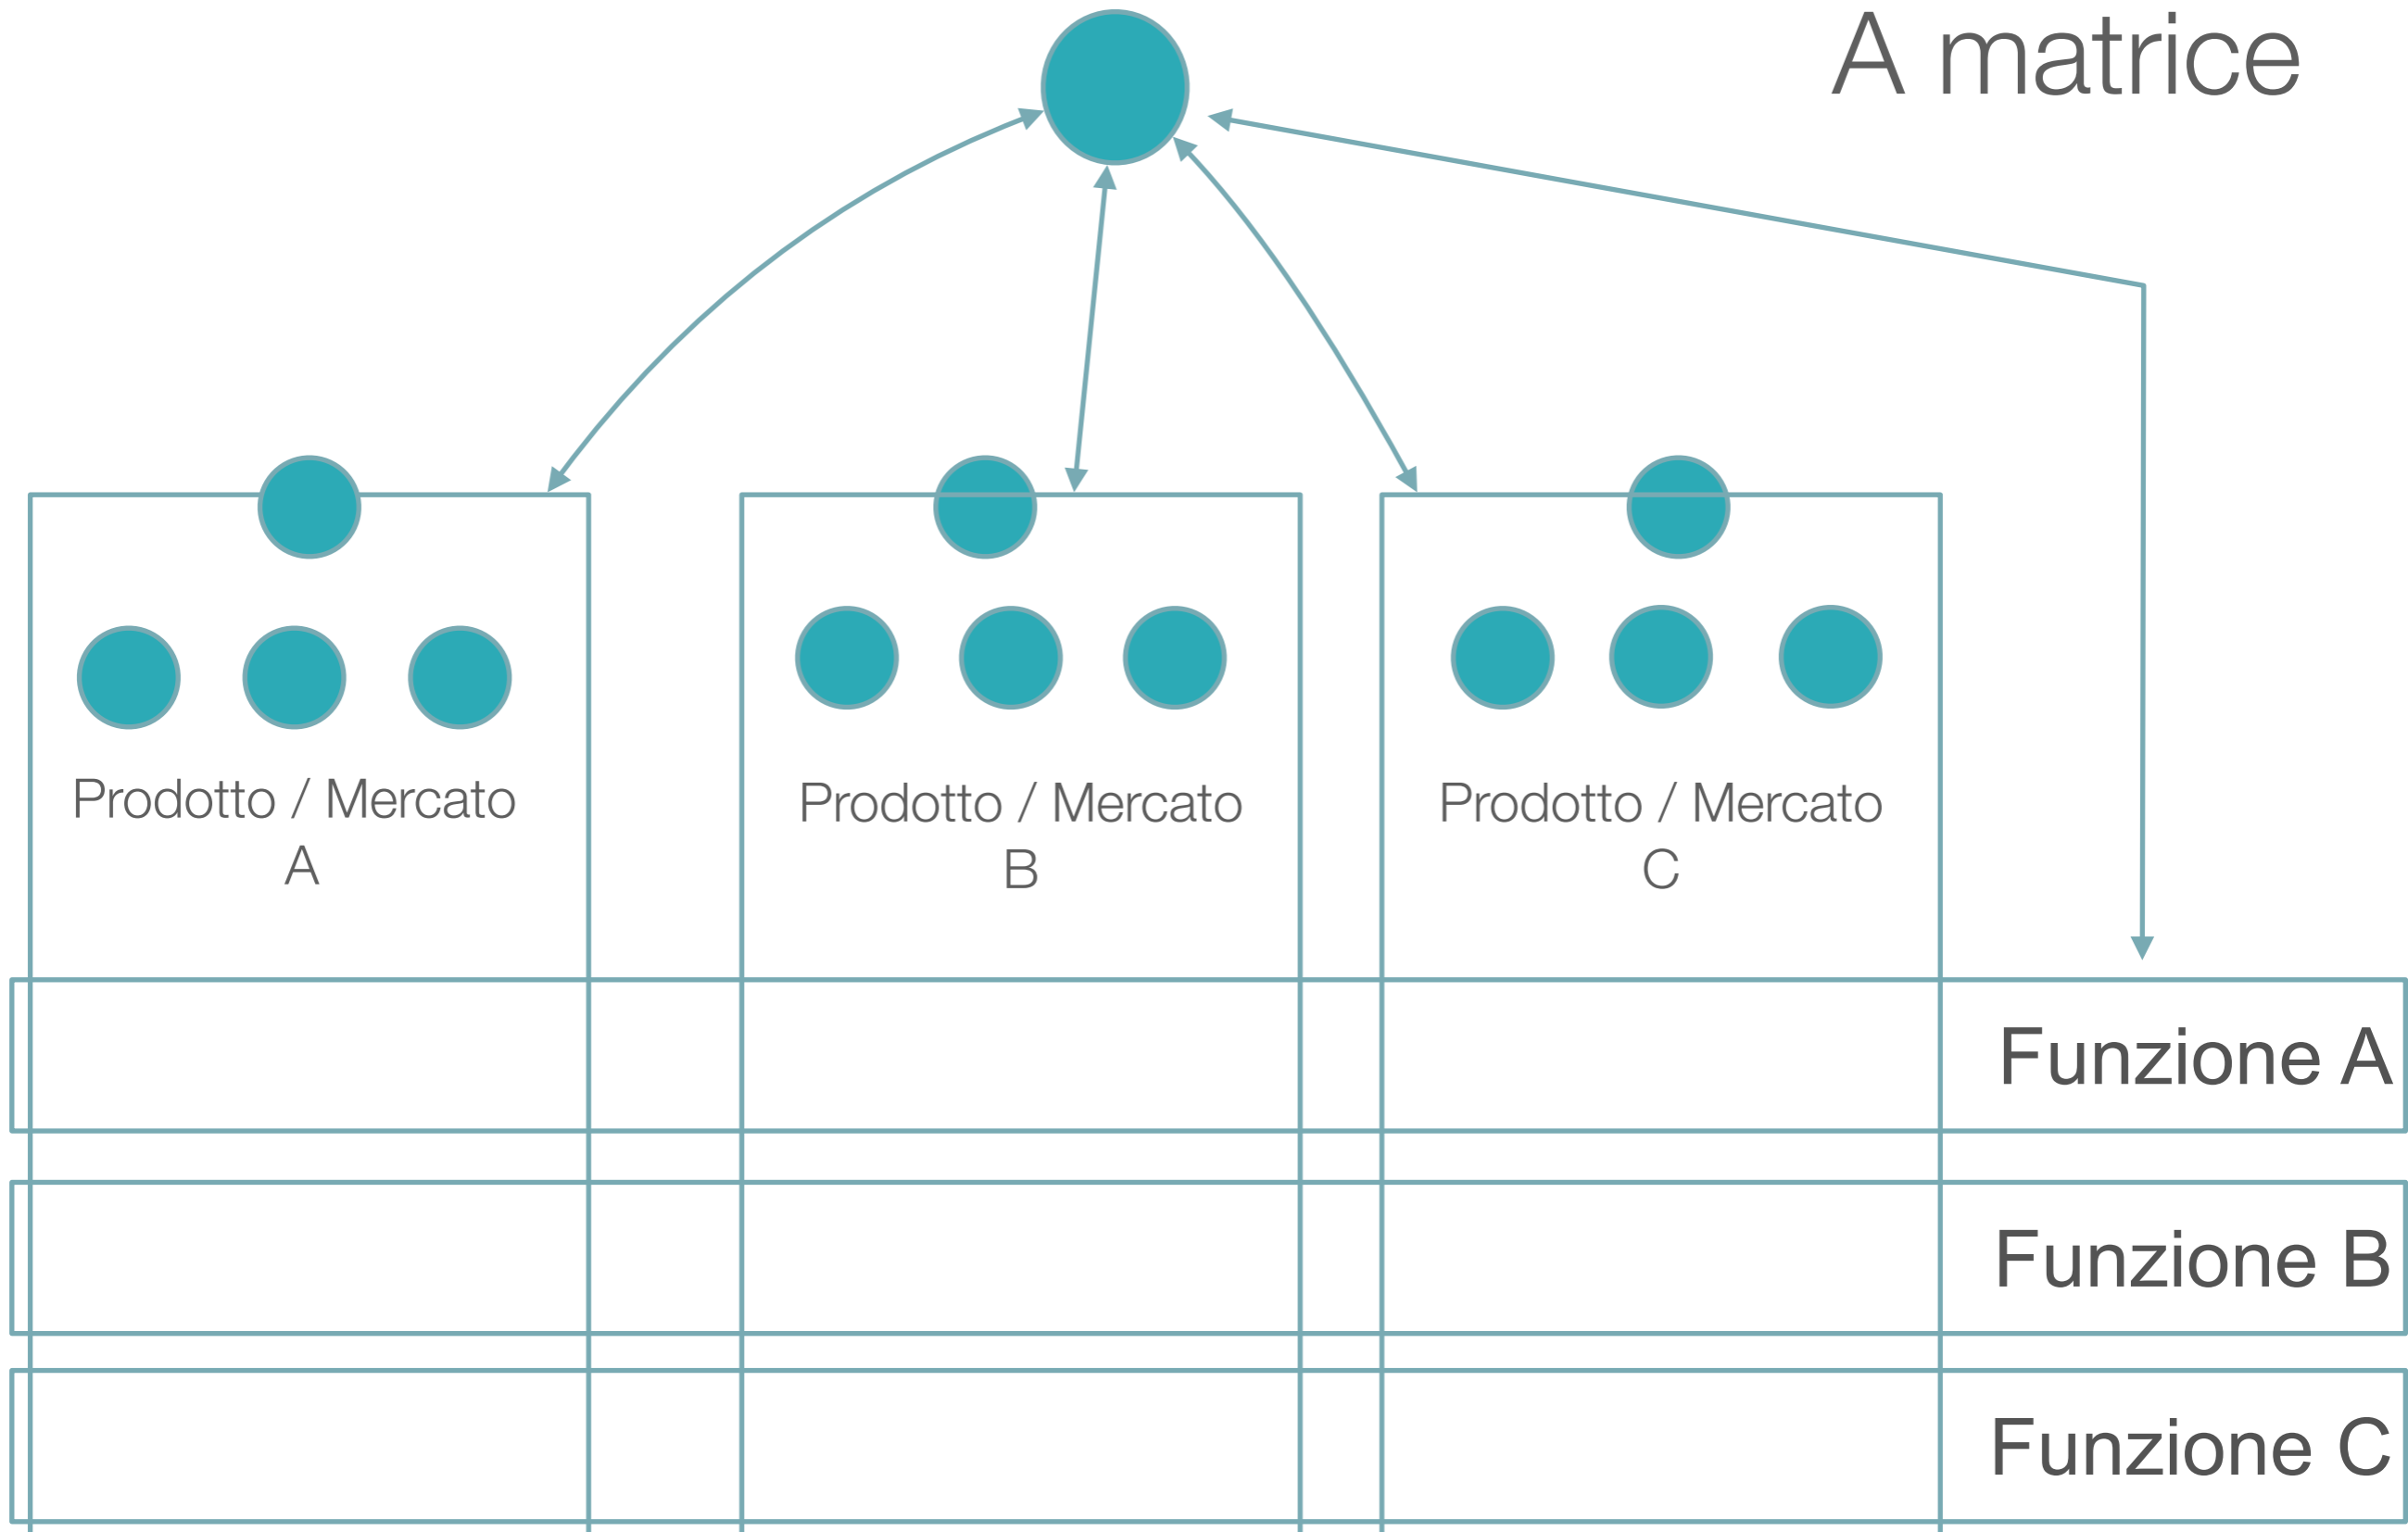 A matrice
Prodotto / Mercato
A
Prodotto / Mercato
B
Prodotto / Mercato
C
Funzione A
Funzione B
Funzione C